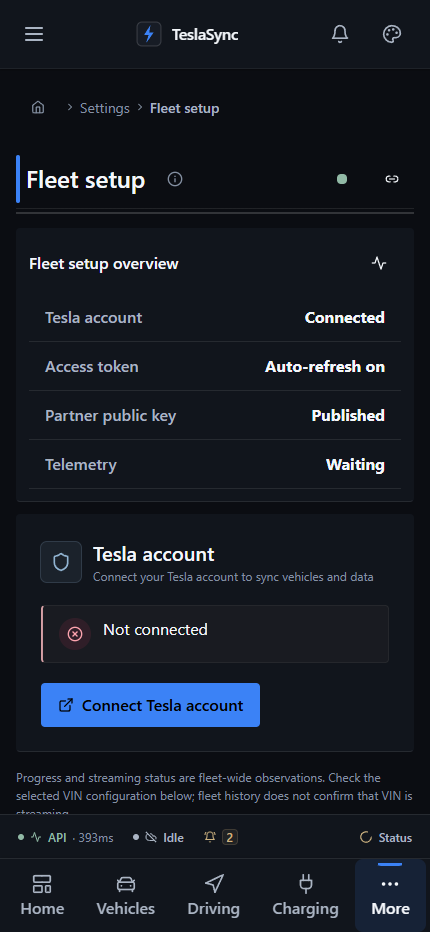 TeslaSync
Settings
Fleet setup
Fleet setup
Fleet setup overview
Tesla account Connected
Access token Auto-refresh on
Partner public key Published
Telemetry Waiting
Tesla account
Connect your Tesla account to sync vehicles and data
Not connected
Connect Tesla account
Progress and streaming status are fleet-wide observations. Check the
selected VIN configuration below; fleet history does not confirm that VIN is
streaming
API · 393ms Idle 2 Status
Home Vehicles Driving Charging More